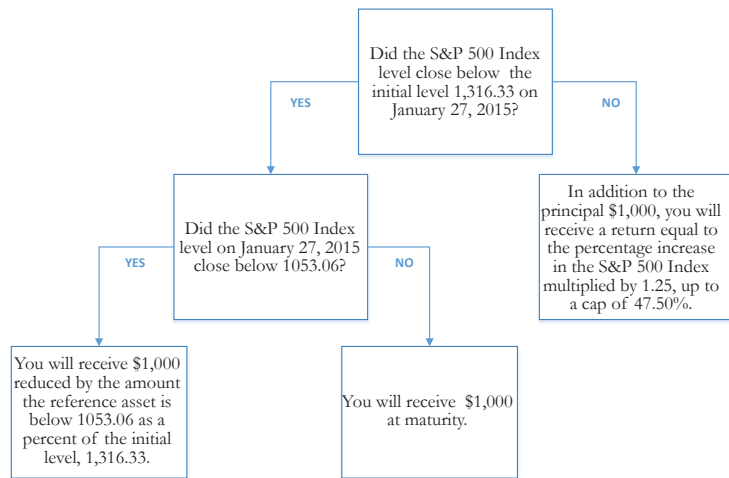 Did the S&P 500 Index
level close below the
initial level 1,316.33 on
January 27, 2015?
YES
NO
Did the S&P 500 Index
level on January 27, 2015
close below 1053.06?
In addition to the
principal $1,000, you will
receive a return equal to
the percentage increase
in the S&P 500 Index
multiplied by 1.25, up to
a cap of 47.50%.
YES
NO
You will receive $1,000
reduced by the amount
the reference asset is
below 1053.06 as a
percent of the initial
level, 1,316.33.
You will receive $1,000
at maturity.